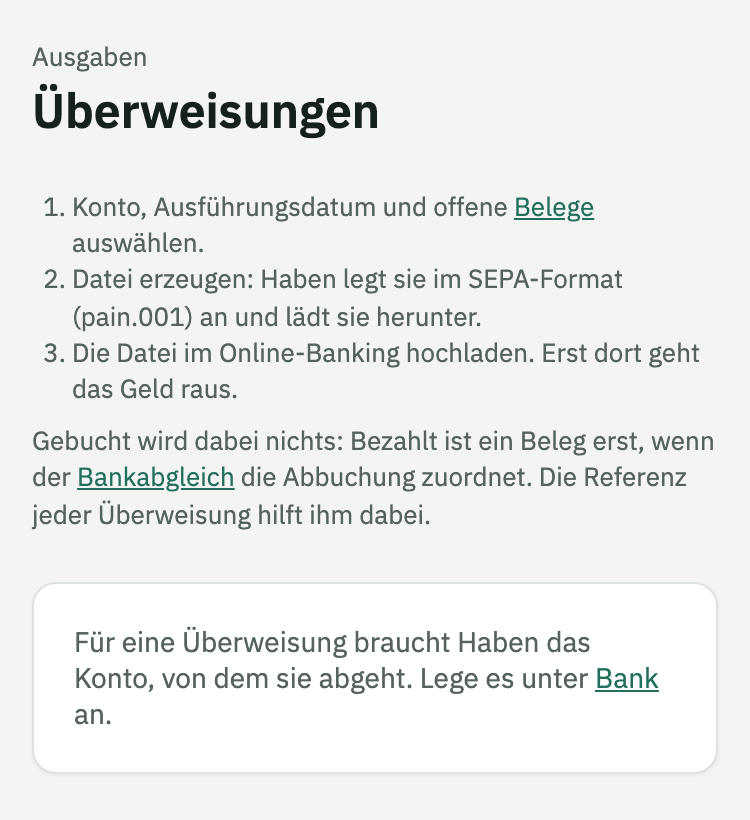 Ausgaben
Überweisungen
1. Konto, Ausführungsdatum und offene Belege
auswählen.
2. Datei erzeugen: Haben legt sie im SEPA-Format
(pain.001) an und lädt sie herunter.
3. Die Datei im Online-Banking hochladen. Erst dort geht
das Geld raus.
Gebucht wird dabei nichts: Bezahlt ist ein Beleg erst, wenn
der Bankabgleich die Abbuchung zuordnet. Die Referenz
jeder Überweisung hilft ihm dabei.
Für eine Überweisung braucht Haben das
Konto, von dem sie abgeht. Lege es unter Bank
an.